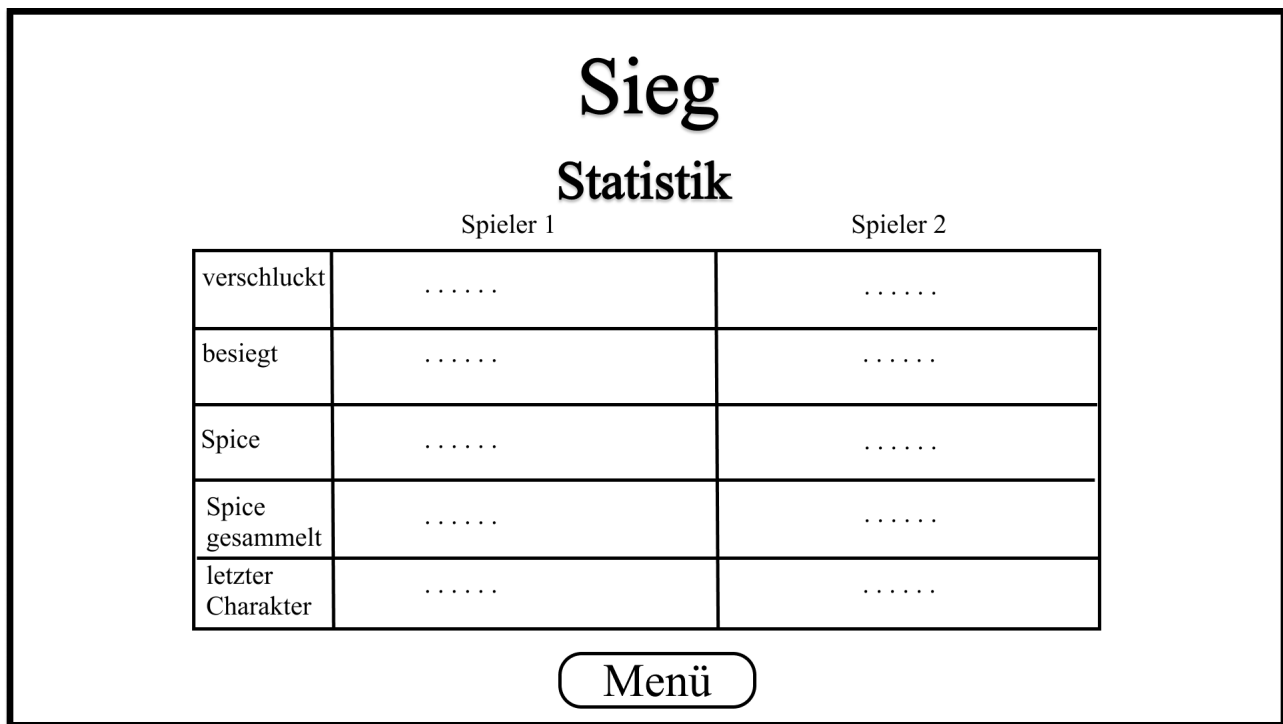 Sieg
Statistik
Spieler 1 Spieler 2
verschluckt . . . . . . . . . . . .
besiegt . . . . . . . . . . . .
Spice . . . . . . . . . . . .
Spice
gesammelt . . . . . . . . . . . .
letzter
Charakter . . . . . . . . . . . .
Menü